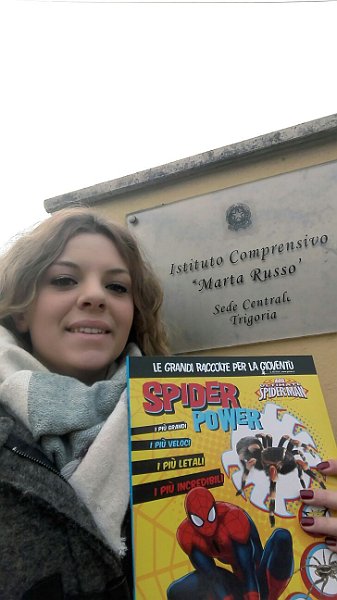 Istituto Comprensivo
"Marta Russo"
Sede Centrale
Trigoria
LE GRANDI RACCOLTE PER LA GIOVENTÙ
ULTIMATE
SPIDER-MAN
SPIDER
POWER
I PIÙ GRANDI
I PIÙ VELOCI
I PIÙ LETALI
I PIÙ INCREDIBILI